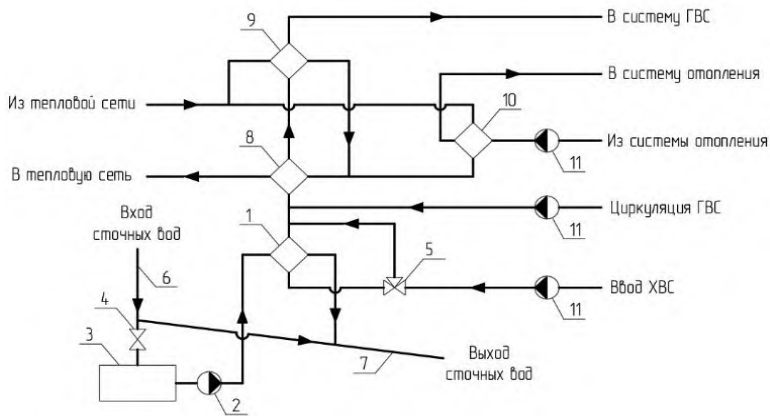 9
В систему ГВС
В систему отопления
Из тепловой сети
10
Из системы отопления
8
11
В тепловую сеть
Вход
сточных вод
1
Циркуляция ГВС
11
5
6
Ввод ХВС
4
11
3
7
Выход
сточных вод
2